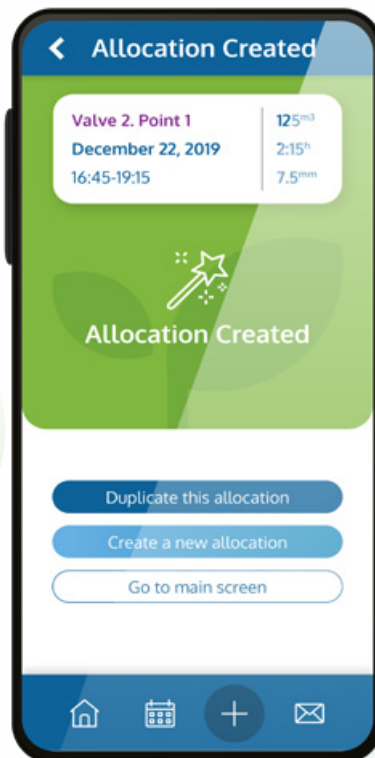 Allocation Created
Valve 2. Point 1
125m3
December 22, 2019
2:15h
16:45-19:15
7.5mm
Allocation Created
Duplicate this allocation
Create a new allocation
Go to main screen